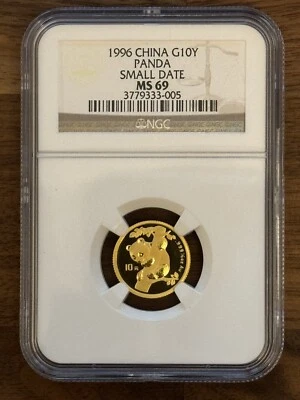 1996 CHINA G10Y
PANDA
SMALL DATE
MS 69
3779333-005
NGC
10元